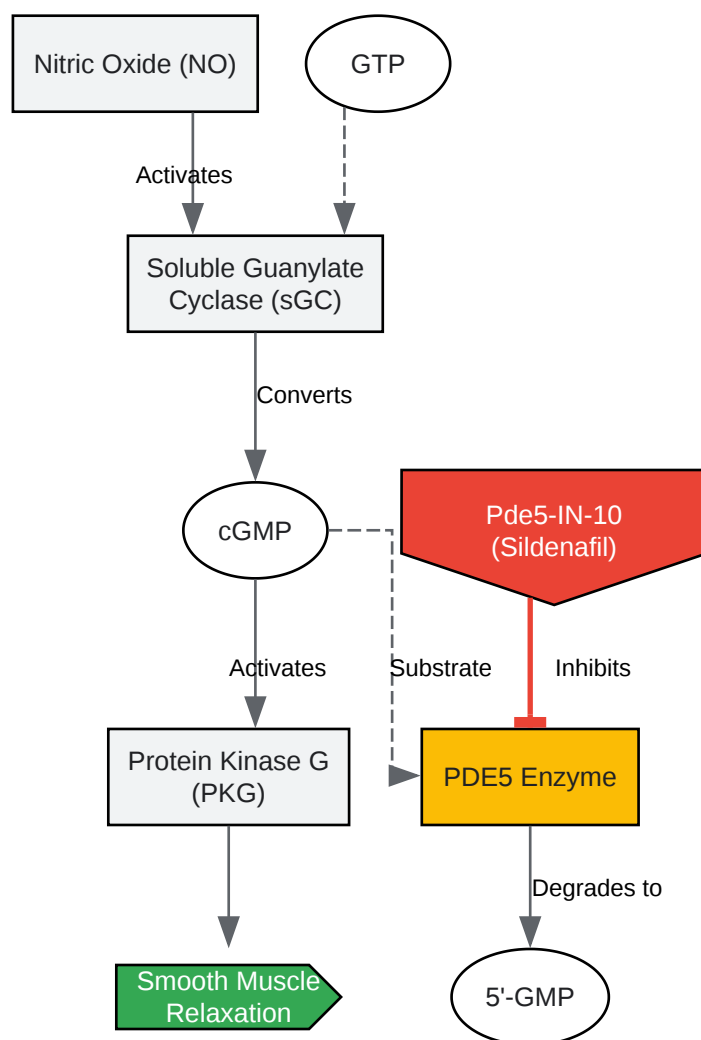 Nitric Oxide (NO)
GTP
Activates
Soluble Guanylate
Cyclase (sGC)
Converts
cGMP
Pde5-IN-10
(Sildenafil)
Activates
Substrate
Inhibits
Protein Kinase G
(PKG)
PDE5 Enzyme
Degrades to
Smooth Muscle
Relaxation
5'-GMP